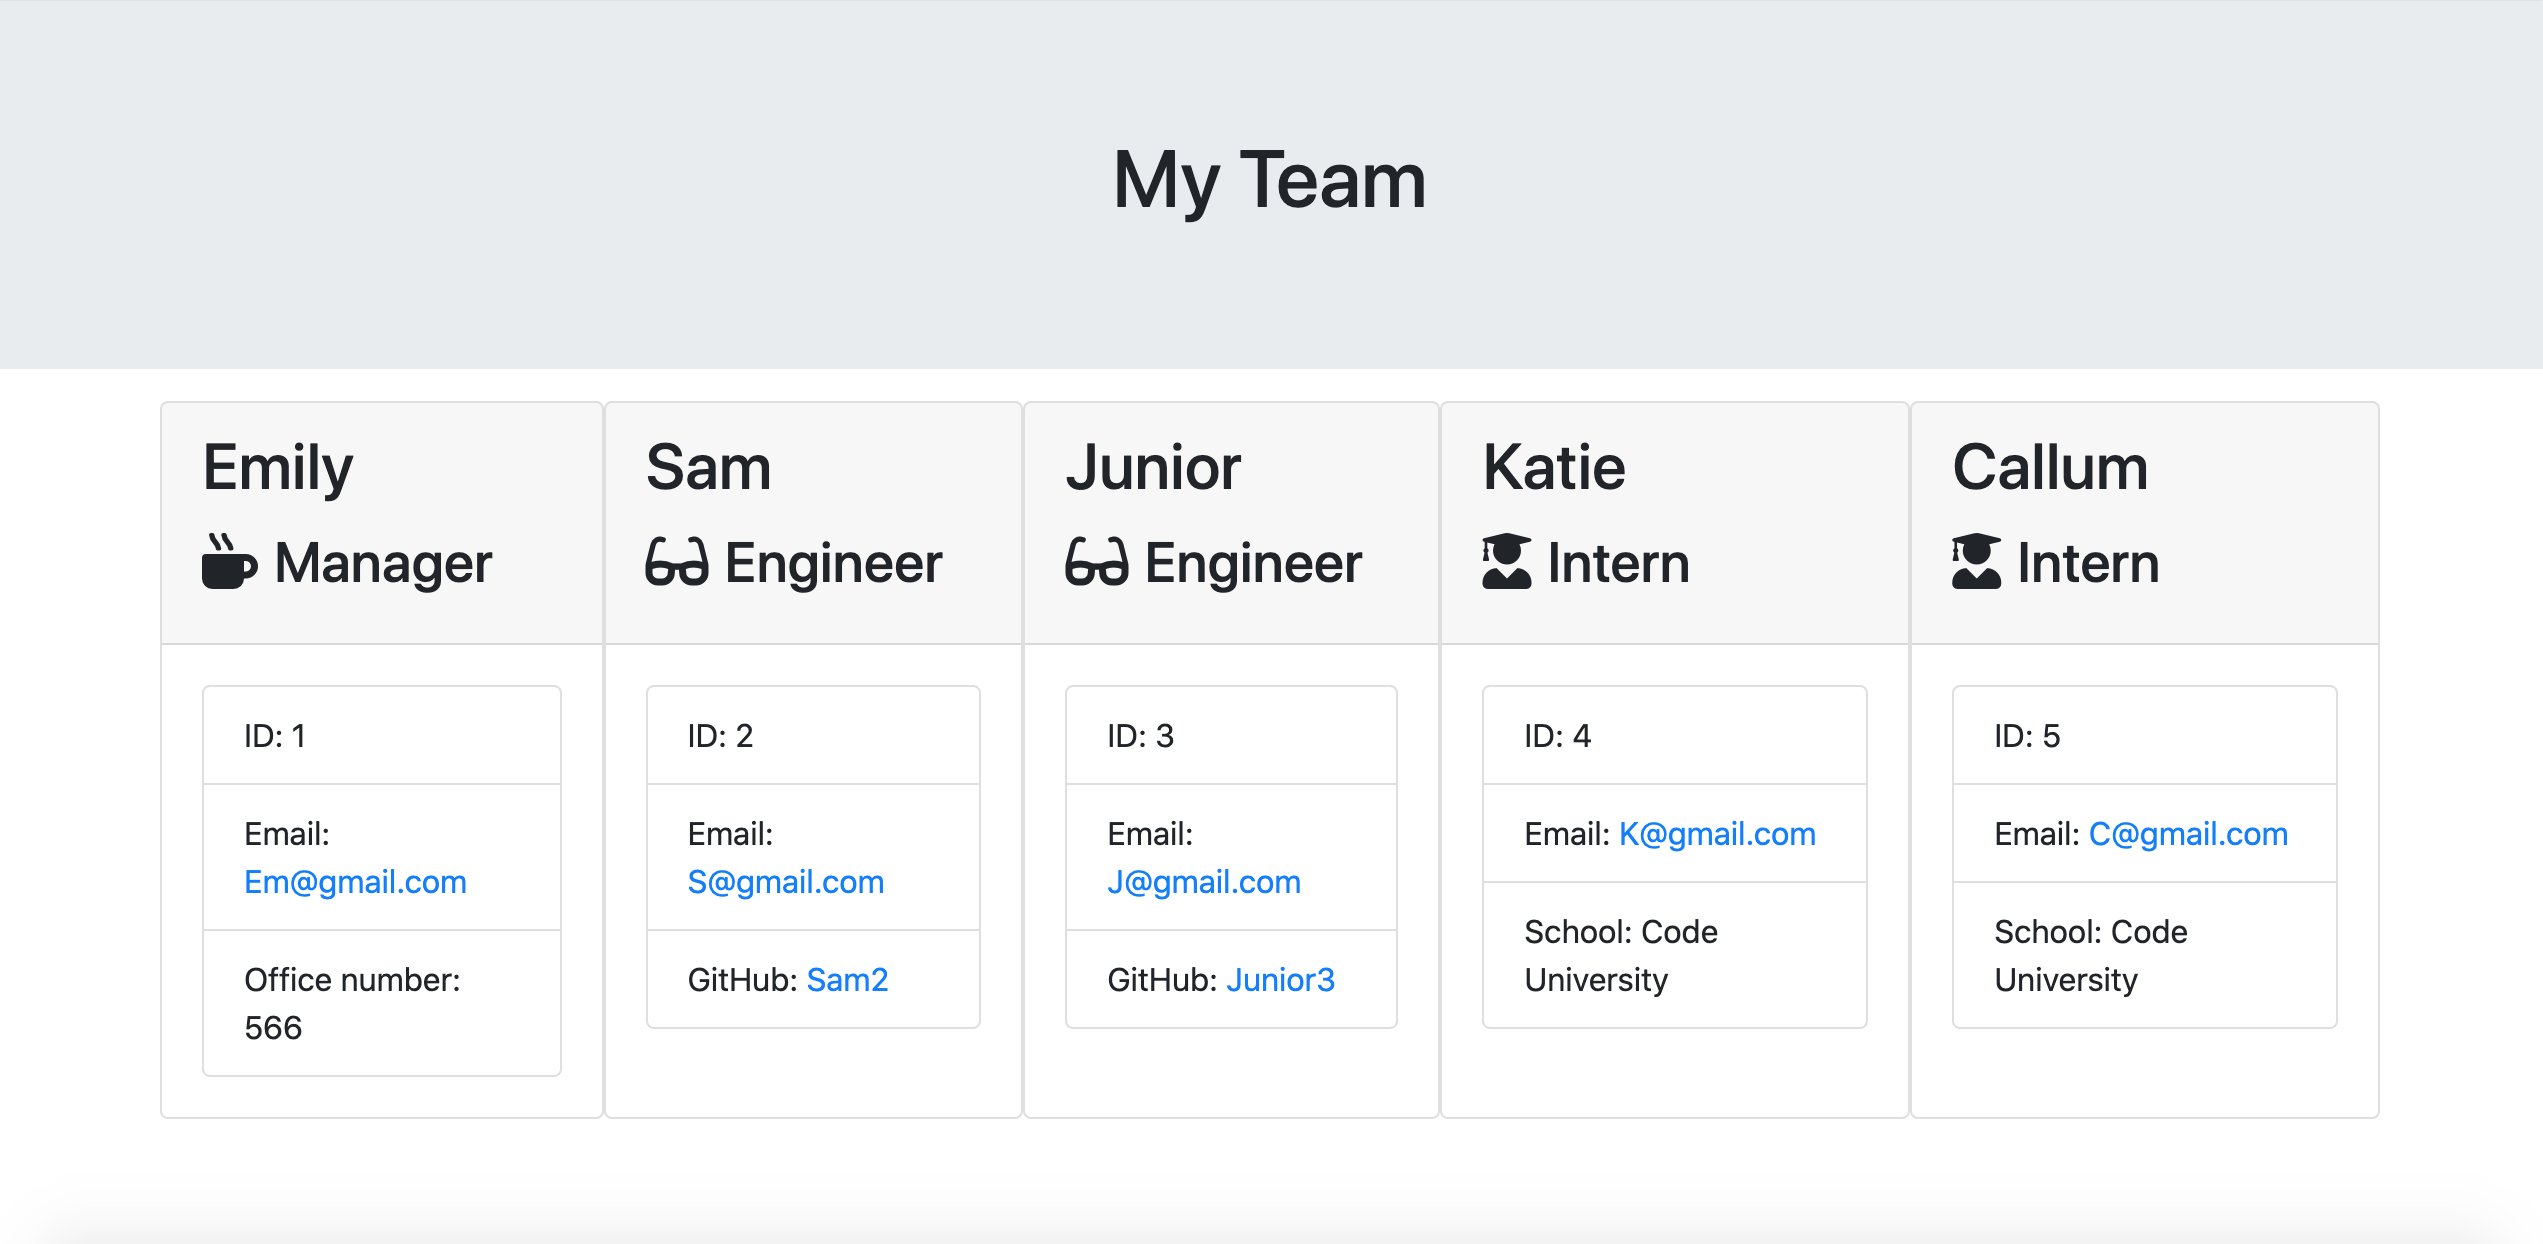 My Team
Emily
Manager
ID: 1
Email:
Em@gmail.com
Office number:
566
Sam
Engineer
ID: 2
Email:
S@gmail.com
GitHub: Sam2
Junior
Engineer
ID: 3
Email:
J@gmail.com
GitHub: Junior3
Katie
Intern
ID: 4
Email: K@gmail.com
School: Code
University
Callum
Intern
ID: 5
Email: C@gmail.com
School: Code
University